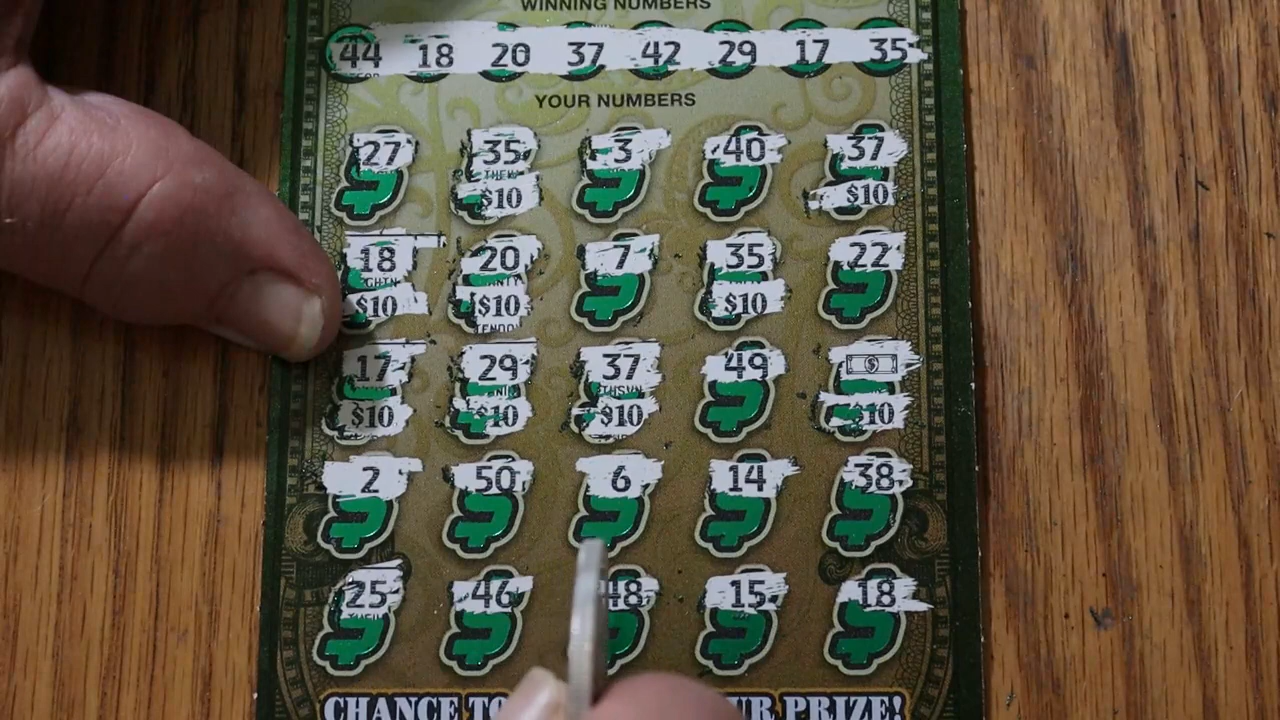 WINNING NUMBERS
44 18 20 37 42 29 17 35
YOUR NUMBERS
27 35 3 40 37
$10 $10
18 20 7 35 22
$10 $10 $10
17 29 37 49
THSVN
$10 $10 $10 $10
2 50 6 14 38
25 46 48 15 18
CHANCE TO PRIZE!